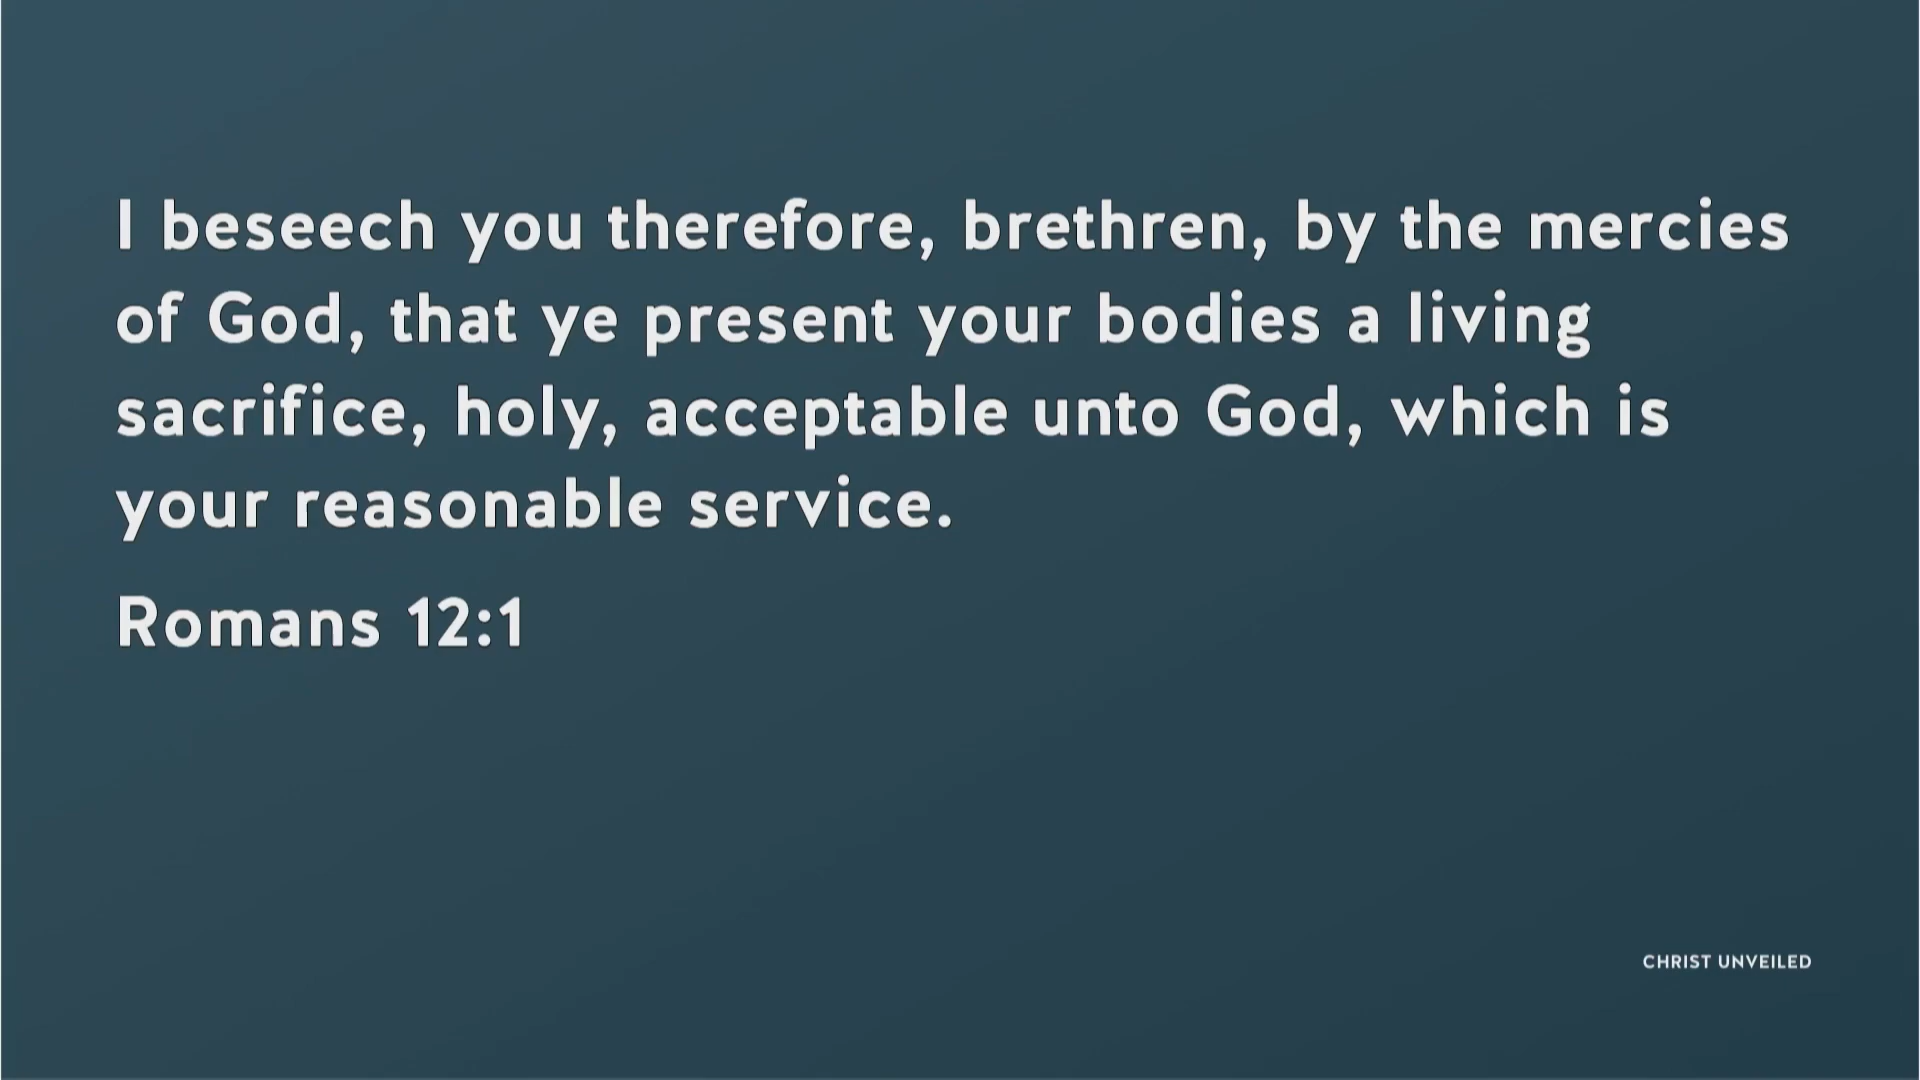 I beseech you therefore, brethren, by the mercies
of God, that ye present your bodies a living
sacrifice, holy, acceptable unto God, which is
your reasonable service.
Romans 12:1
CHRIST UNVEILED